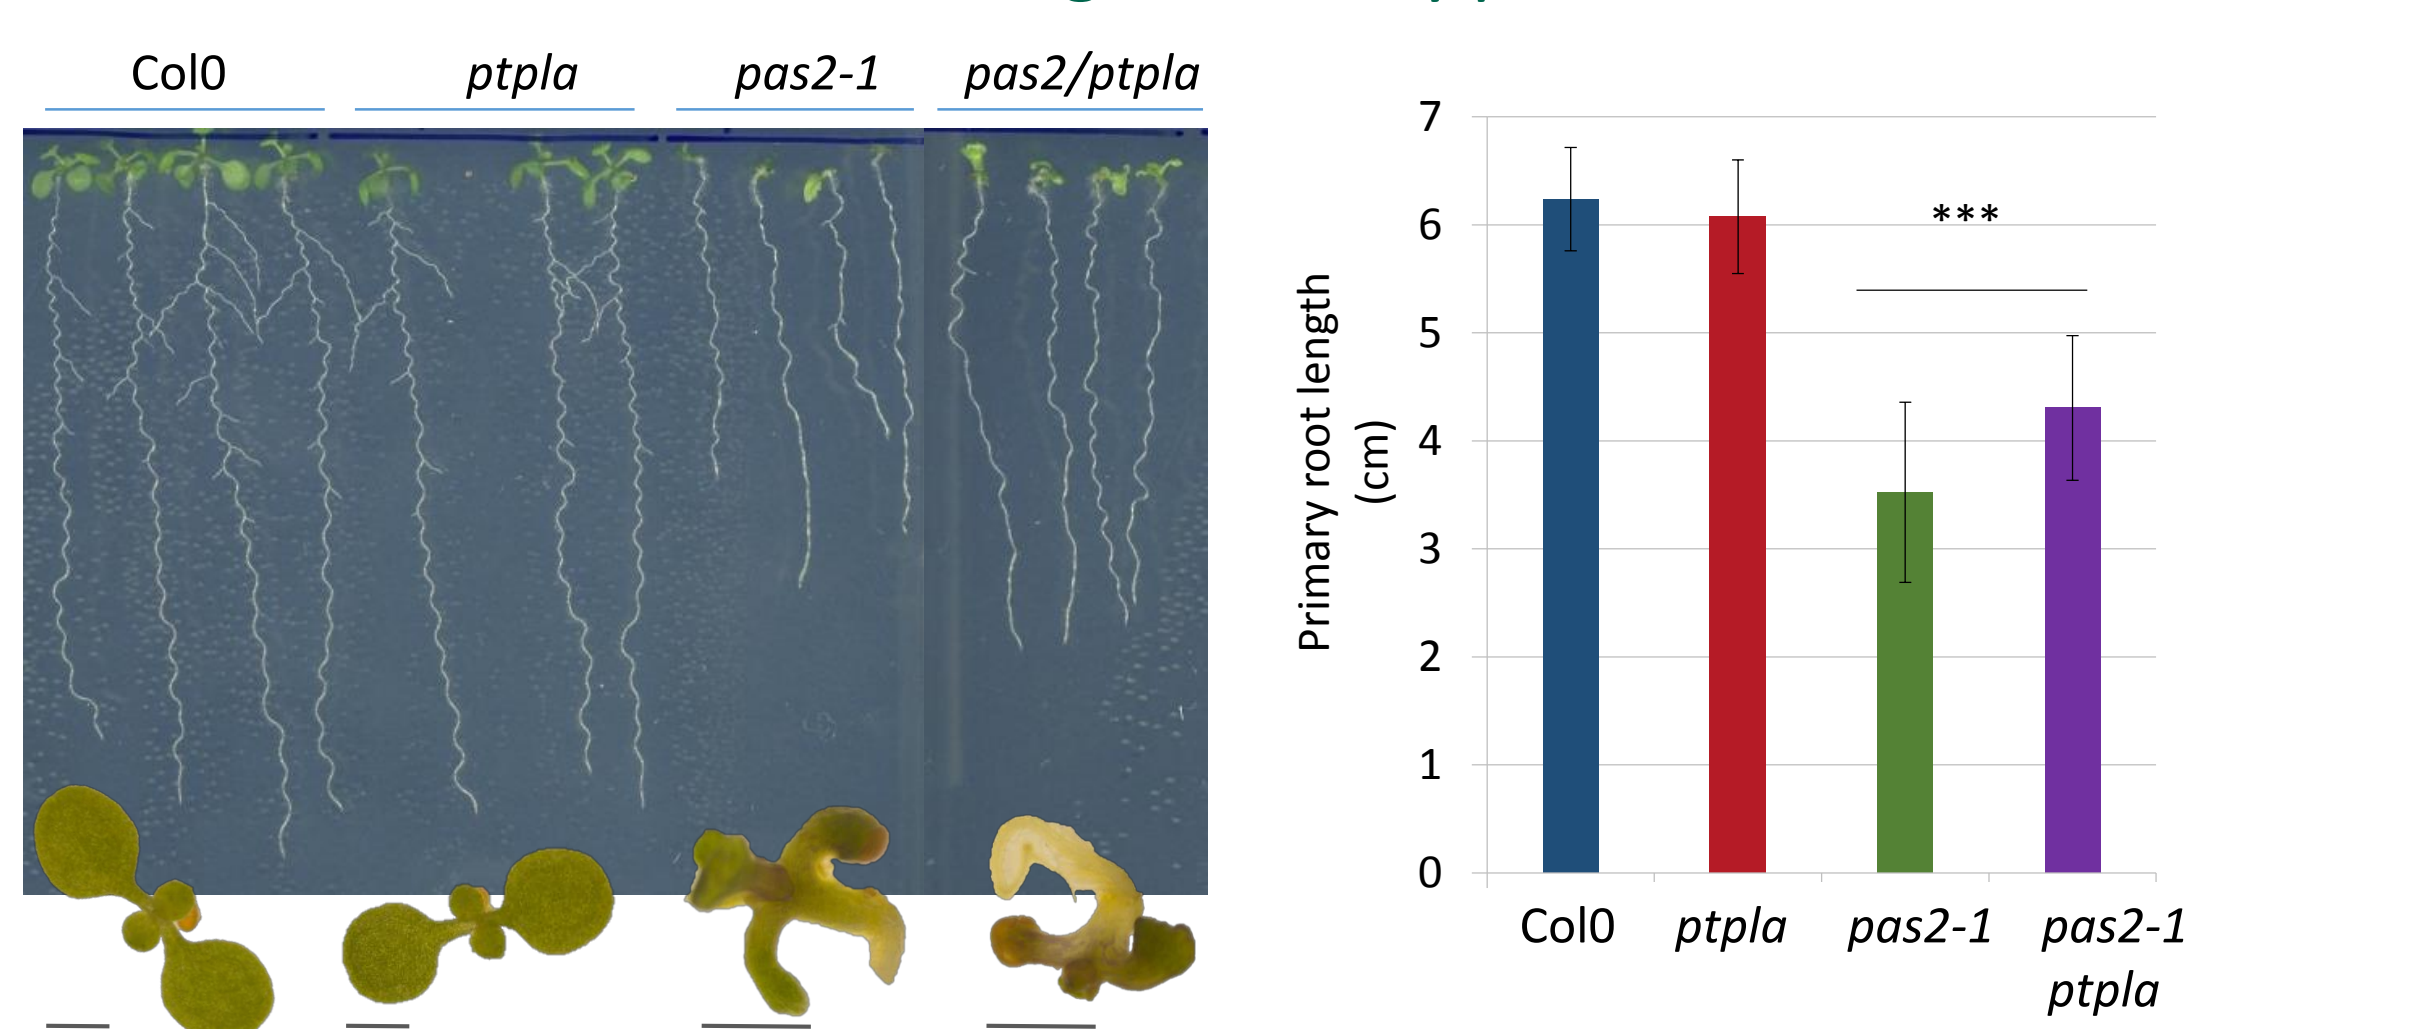 Col0 ptpla pas2-1 pas2/ptpla
7
6
5
4
3
2
1
0
Primary root length
(cm)
***
Col0 ptpla pas2-1 pas2-1
ptpla